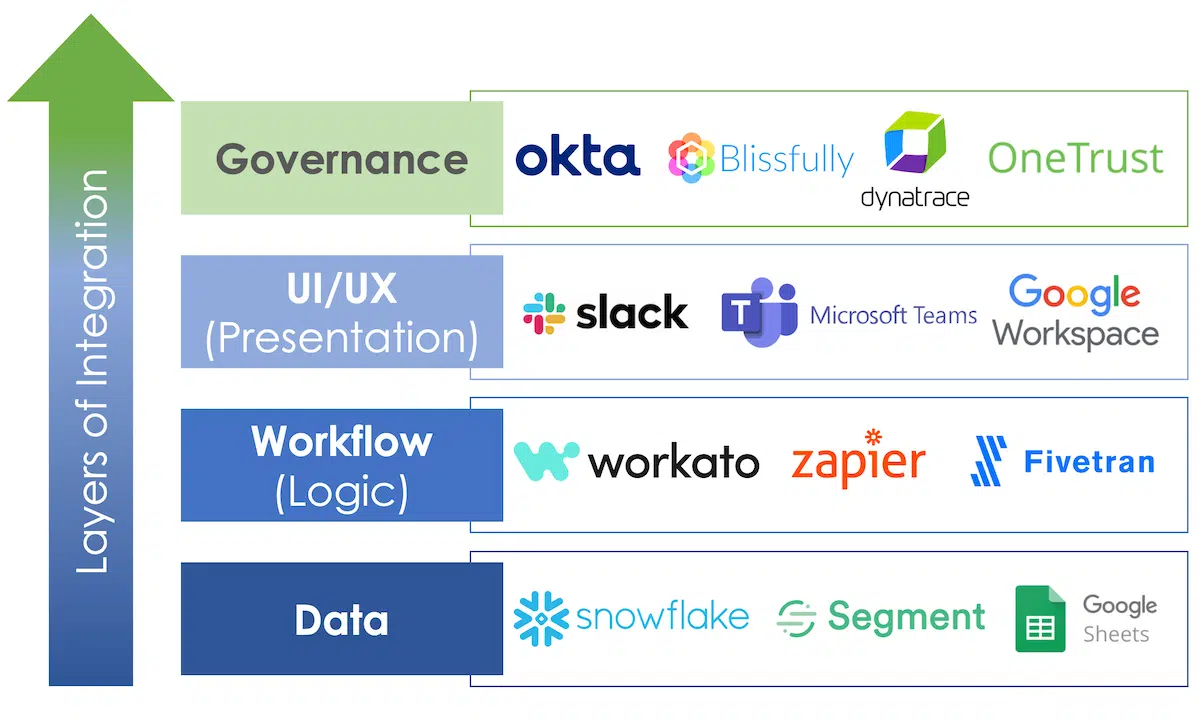 Layers of Integration
Governance
okta
Blissfully
dynatrace
OneTrust
UI/UX
(Presentation)
slack
T
Microsoft Teams
Google
Workspace
Workflow
(Logic)
workato
zapier
Fivetran
Data
snowflake
Segment
Google
Sheets